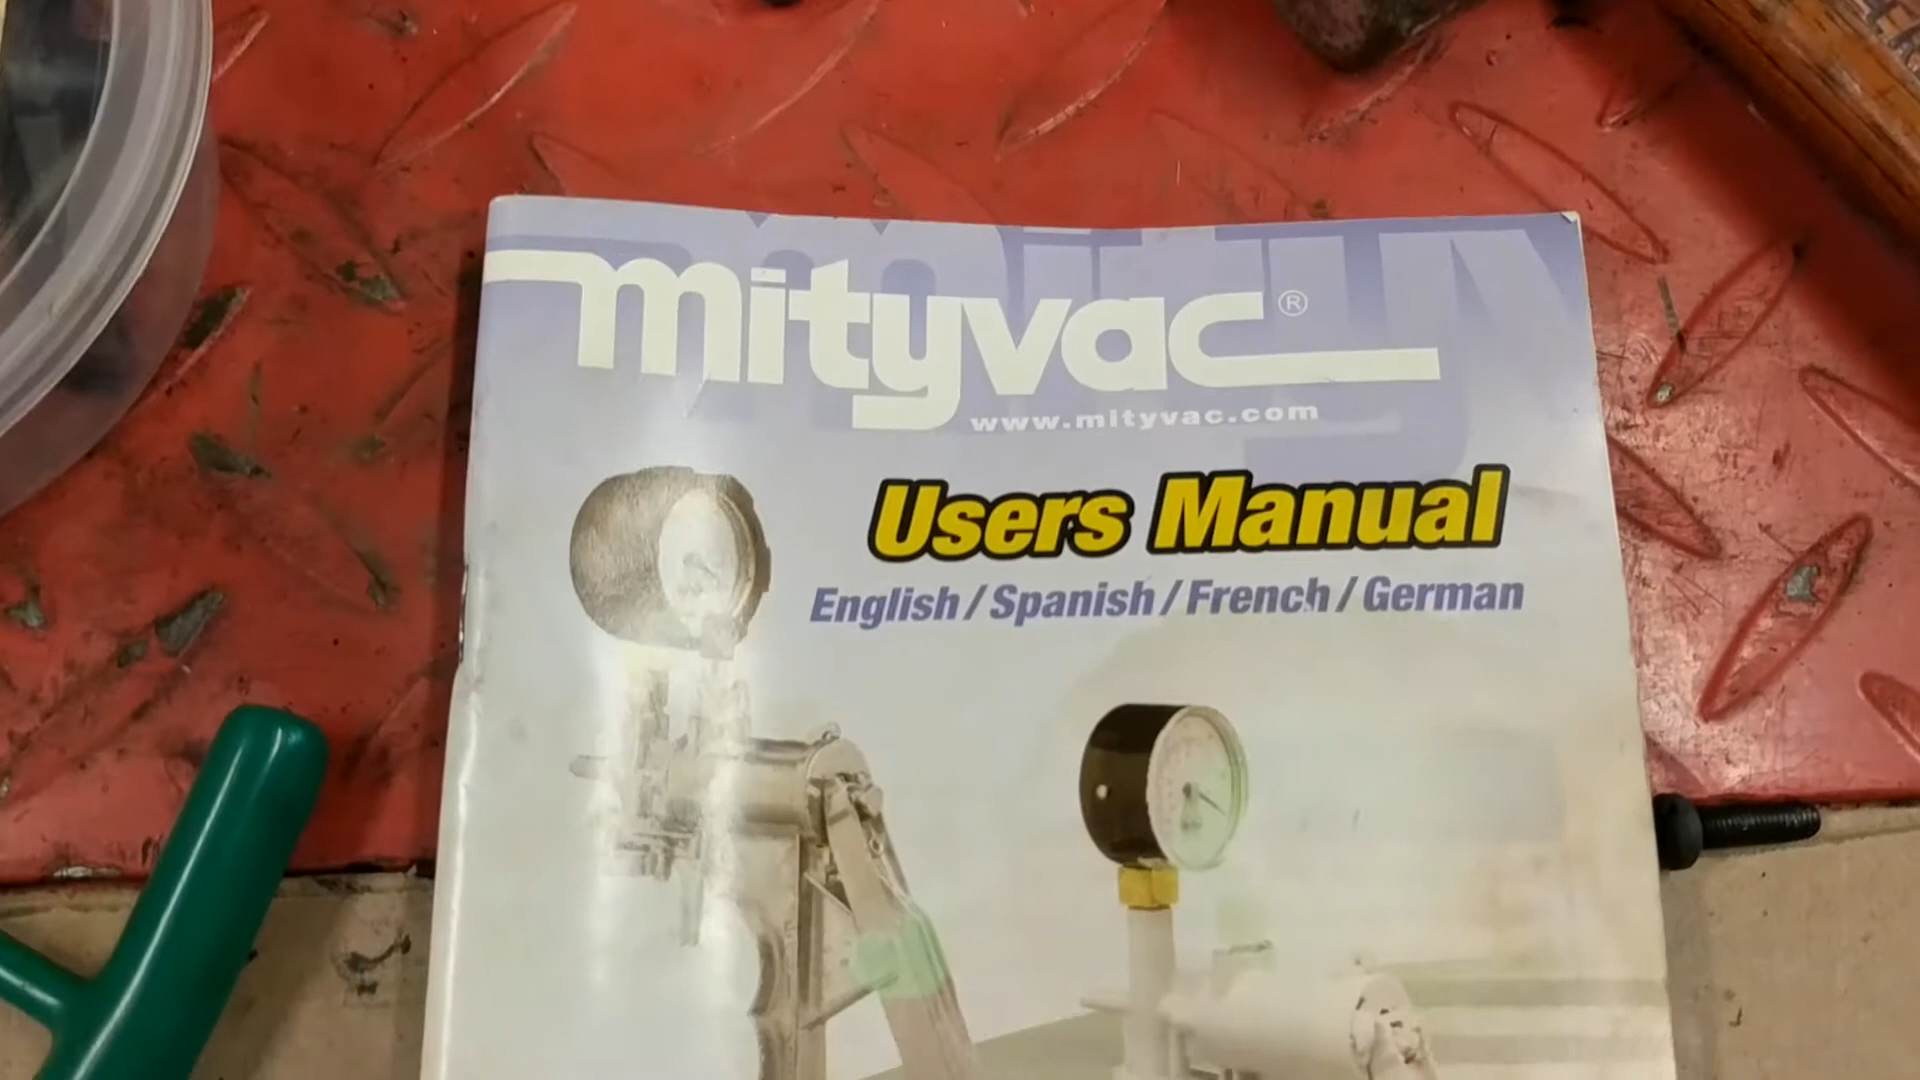 mityvac®
www.mityvac.com
Users Manual
English / Spanish / French / German